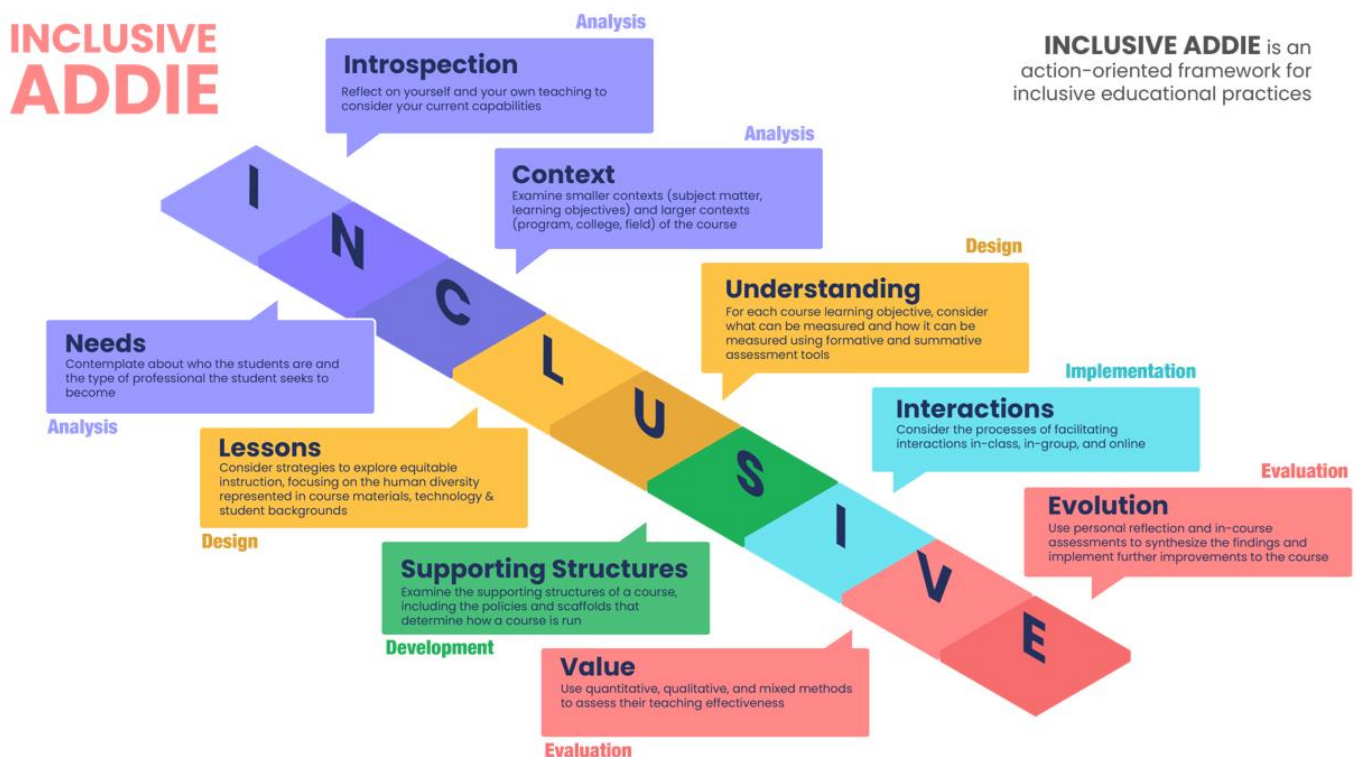 INCLUSIVE
ADDIE
INCLUSIVE ADDIE is an
action-oriented framework for
inclusive educational practices
Analysis
Introspection
Reflect on yourself and your own teaching to
consider your current capabilities
I
N
C
L
U
S
I
V
E
Needs
Contemplate about who the students are and
the type of professional the student seeks to
become
Analysis
Analysis
Context
Examine smaller contexts (subject matter,
learning objectives) and larger contexts
(program, college, field) of the course
Lessons
Consider strategies to explore equitable
instruction, focusing on the human diversity
represented in course materials, technology &
student backgrounds
Design
Design
Understanding
For each course learning objective, consider
what can be measured and how it can be
measured using formative and summative
assessment tools
Supporting Structures
Examine the supporting structures of a course,
including the policies and scaffolds that
determine how a course is run
Development
Implementation
Interactions
Consider the processes of facilitating
interactions in-class, in-group, and online
Value
Use quantitative, qualitative, and mixed methods
to assess their teaching effectiveness
Evaluation
Evaluation
Evolution
Use personal reflection and in-course
assessments to synthesize the findings and
implement further improvements to the course